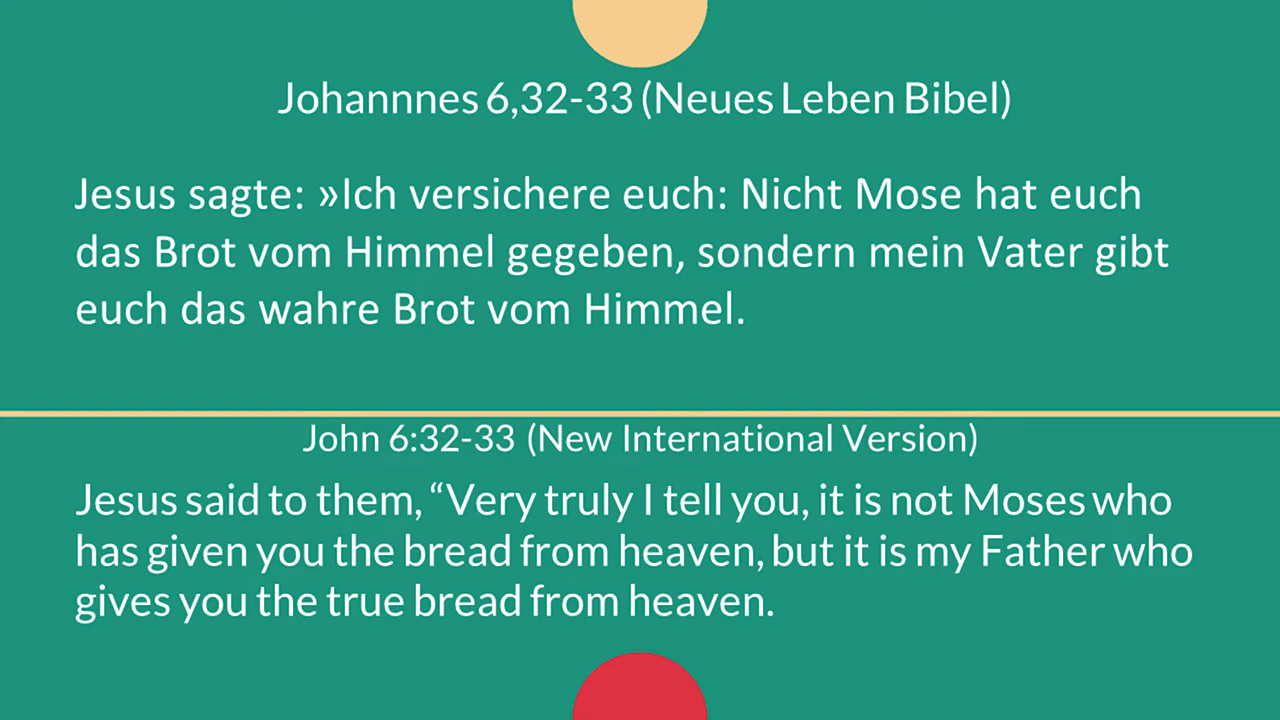 Johannnes 6,32-33 (Neues Leben Bibel)
Jesus sagte: »Ich versichere euch: Nicht Mose hat euch
das Brot vom Himmel gegeben, sondern mein Vater gibt
euch das wahre Brot vom Himmel.
John 6:32-33 (New International Version)
Jesus said to them, “Very truly I tell you, it is not Moses who
has given you the bread from heaven, but it is my Father who
gives you the true bread from heaven.